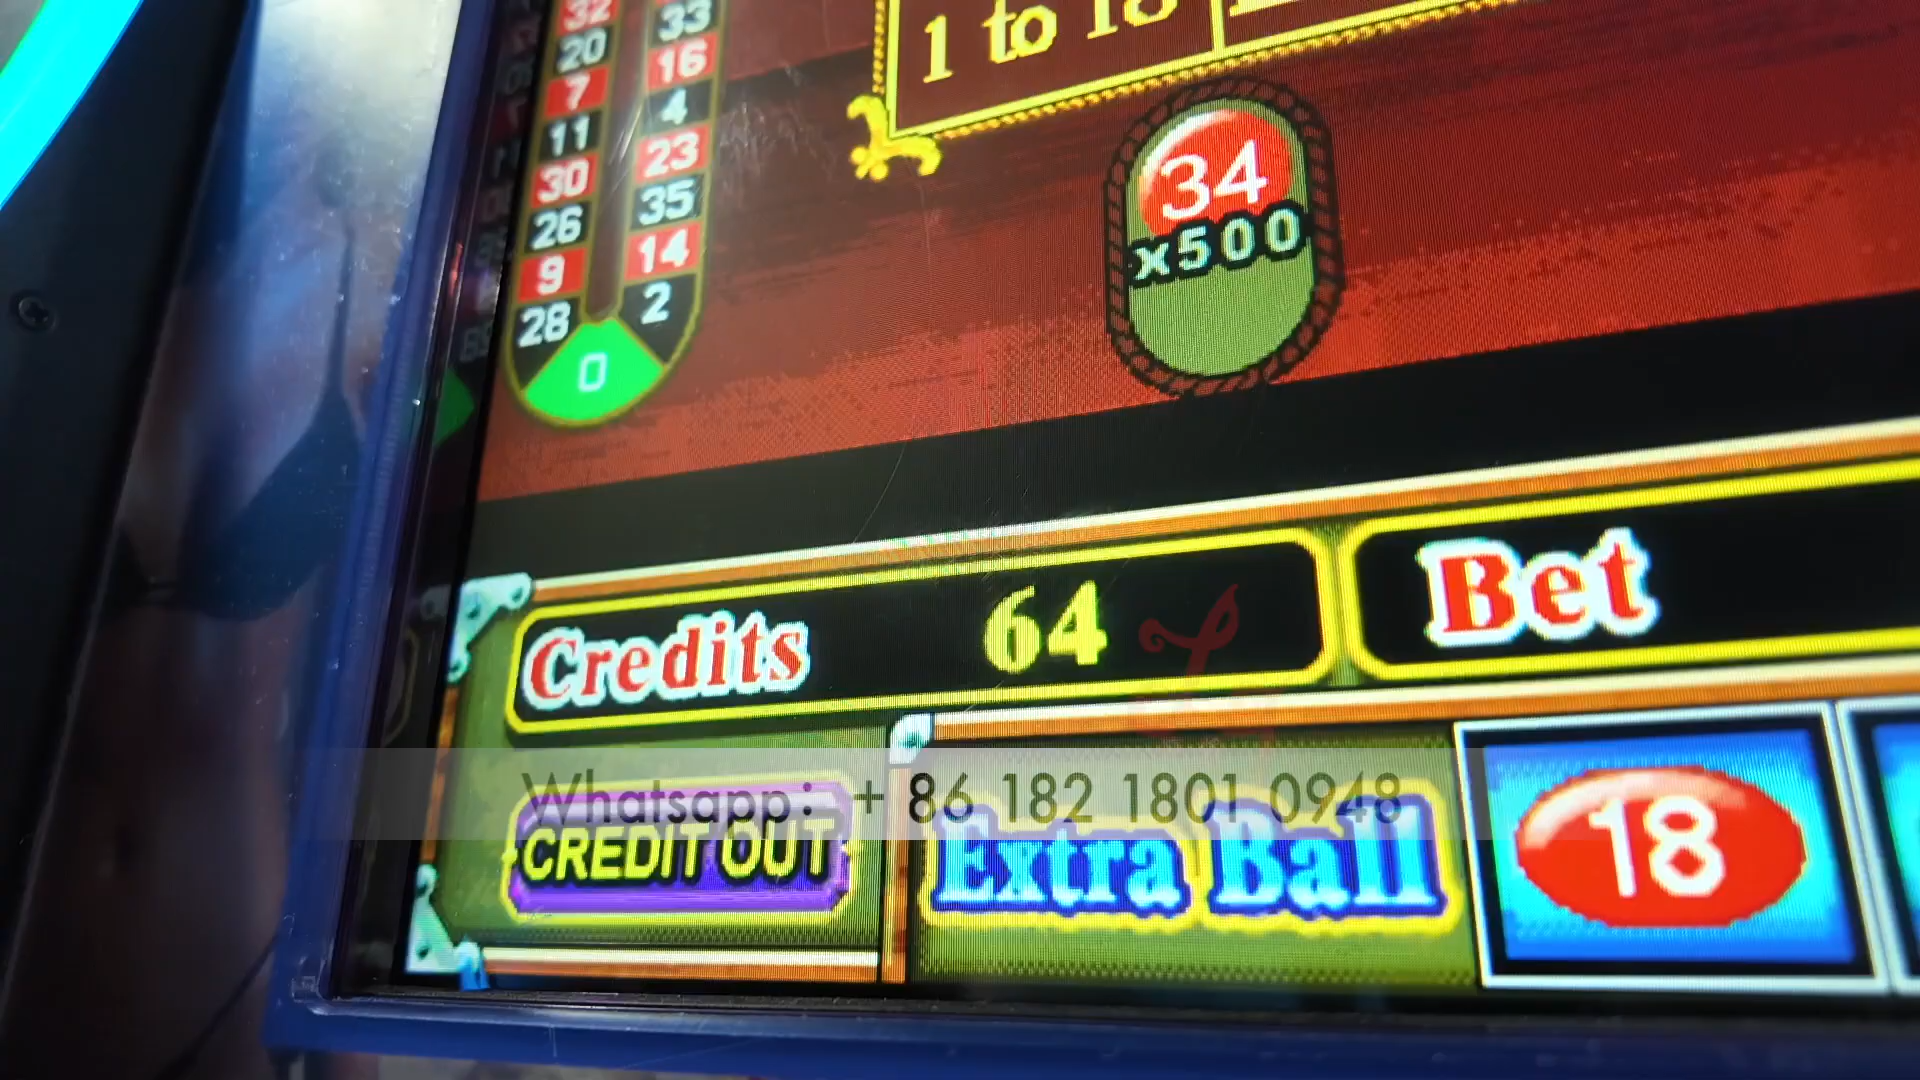 32 33
20 16
7 4
11 23
30 35
26 14
9 2
28
0
1 to 18
34
x500
Credits 64 Bet
Whatsapp: + 86 182 1801 0948
CREDIT OUT Extra Ball 18